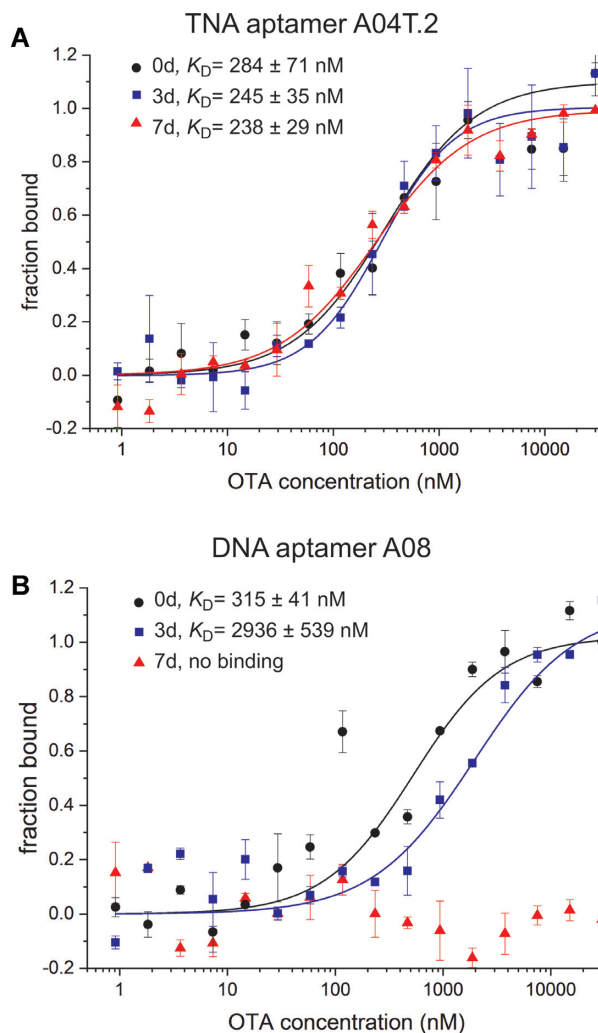 TNA aptamer A04T.2
A
0d, KD= 284 ± 71 nM
3d, KD= 245 ± 35 nM
7d, KD= 238 ± 29 nM
1.2
1.0
0.8
0.6
0.4
0.2
0.0
-0.2
fraction bound
1 10 100 1000 10000
OTA concentration (nM)
DNA aptamer A08
B
0d, KD= 315 ± 41 nM
3d, KD= 2936 ± 539 nM
7d, no binding
1.2
1.0
0.8
0.6
0.4
0.2
0.0
-0.2
fraction bound
1 10 100 1000 10000
OTA concentration (nM)